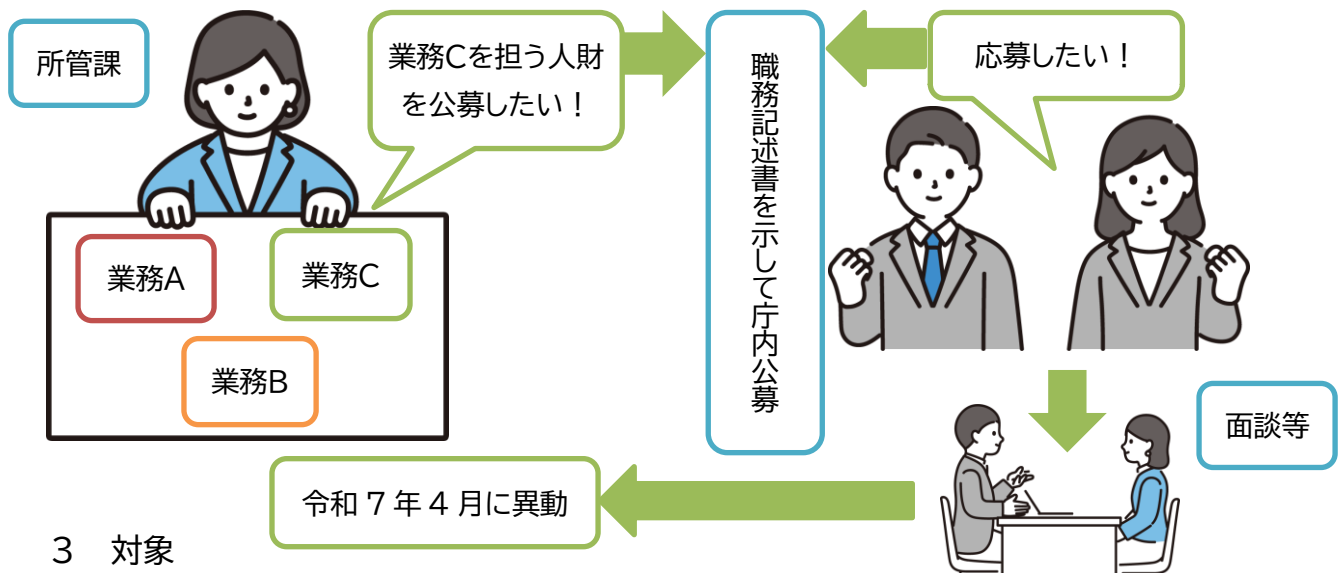 所管課
業務Cを担う人財
を公募したい！
職務記述書を示して庁内公募
応募したい！
業務A
業務C
業務B
面談等
令和７年４月に異動
３　対象